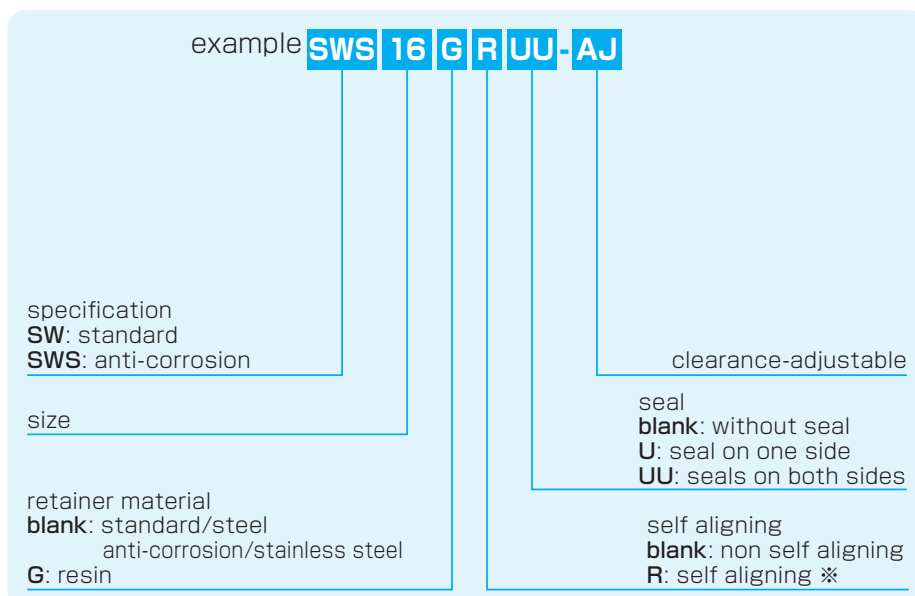 example SWS 16 G R UU - AJ
specification
SW: standard
SWS: anti-corrosion
size
retainer material
blank: standard/steel
anti-corrosion/stainless steel
G: resin
clearance-adjustable
seal
blank: without seal
U: seal on one side
UU: seals on both sides
self aligning
blank: non self aligning
R: self aligning ※